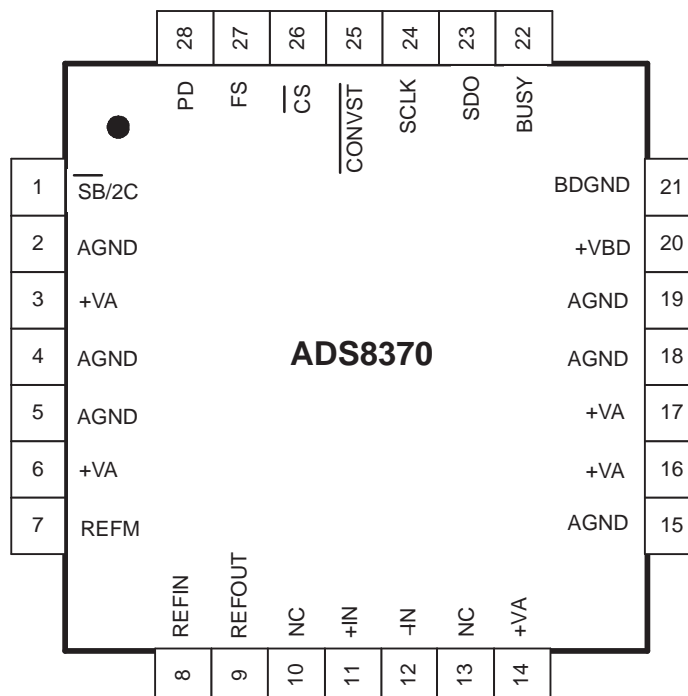 28 27 26 25 24 23 22
PD FS CS CONVST SCLK SDO BUSY
1 SB/2C
2 AGND
3 +VA
4 AGND
5 AGND
6 +VA
7 REFM
ADS8370
BDGND 21
+VBD 20
AGND 19
AGND 18
+VA 17
+VA 16
AGND 15
REFIN REFOUT NC +IN -IN NC +VA
8 9 10 11 12 13 14